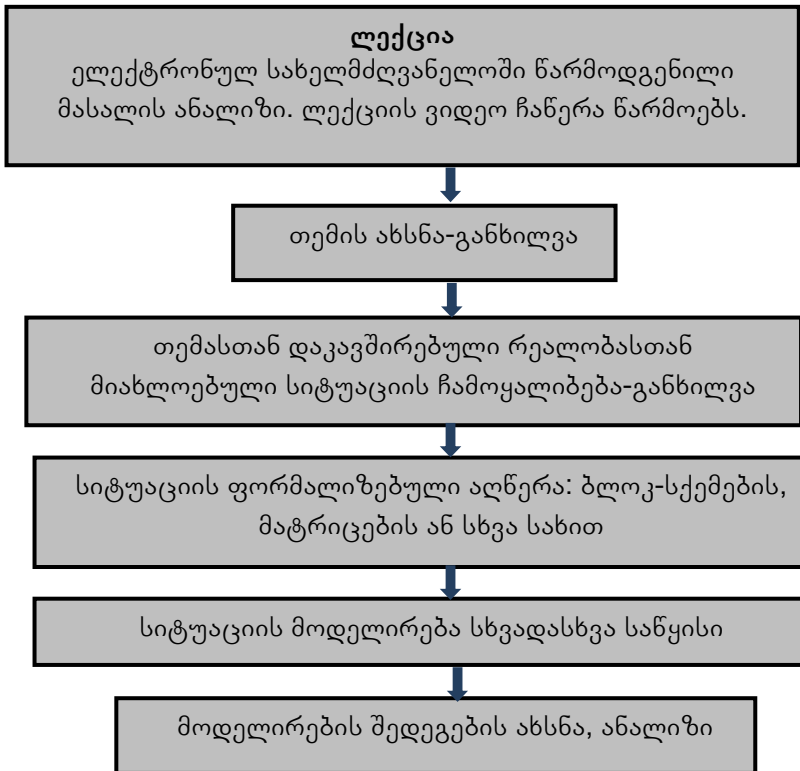 ლექცია
ელექტრონულ სახელმძღვანელოში წარმოდგენილი
მასალის ანალიზი. ლექციის ვიდეო ჩაწერა წარმოებს.
თემის ახსნა-განხილვა
თემასთან დაკავშირებული რეალობასთან
მიახლოებული სიტუაციის ჩამოყალიბება-განხილვა
სიტუაციის ფორმალიზებული აღწერა: ბლოკ-სქემების,
მატრიცების ან სხვა სახით
სიტუაციის მოდელირება სხვადასხვა საწყისი
მოდელირების შედეგების ახსნა, ანალიზი